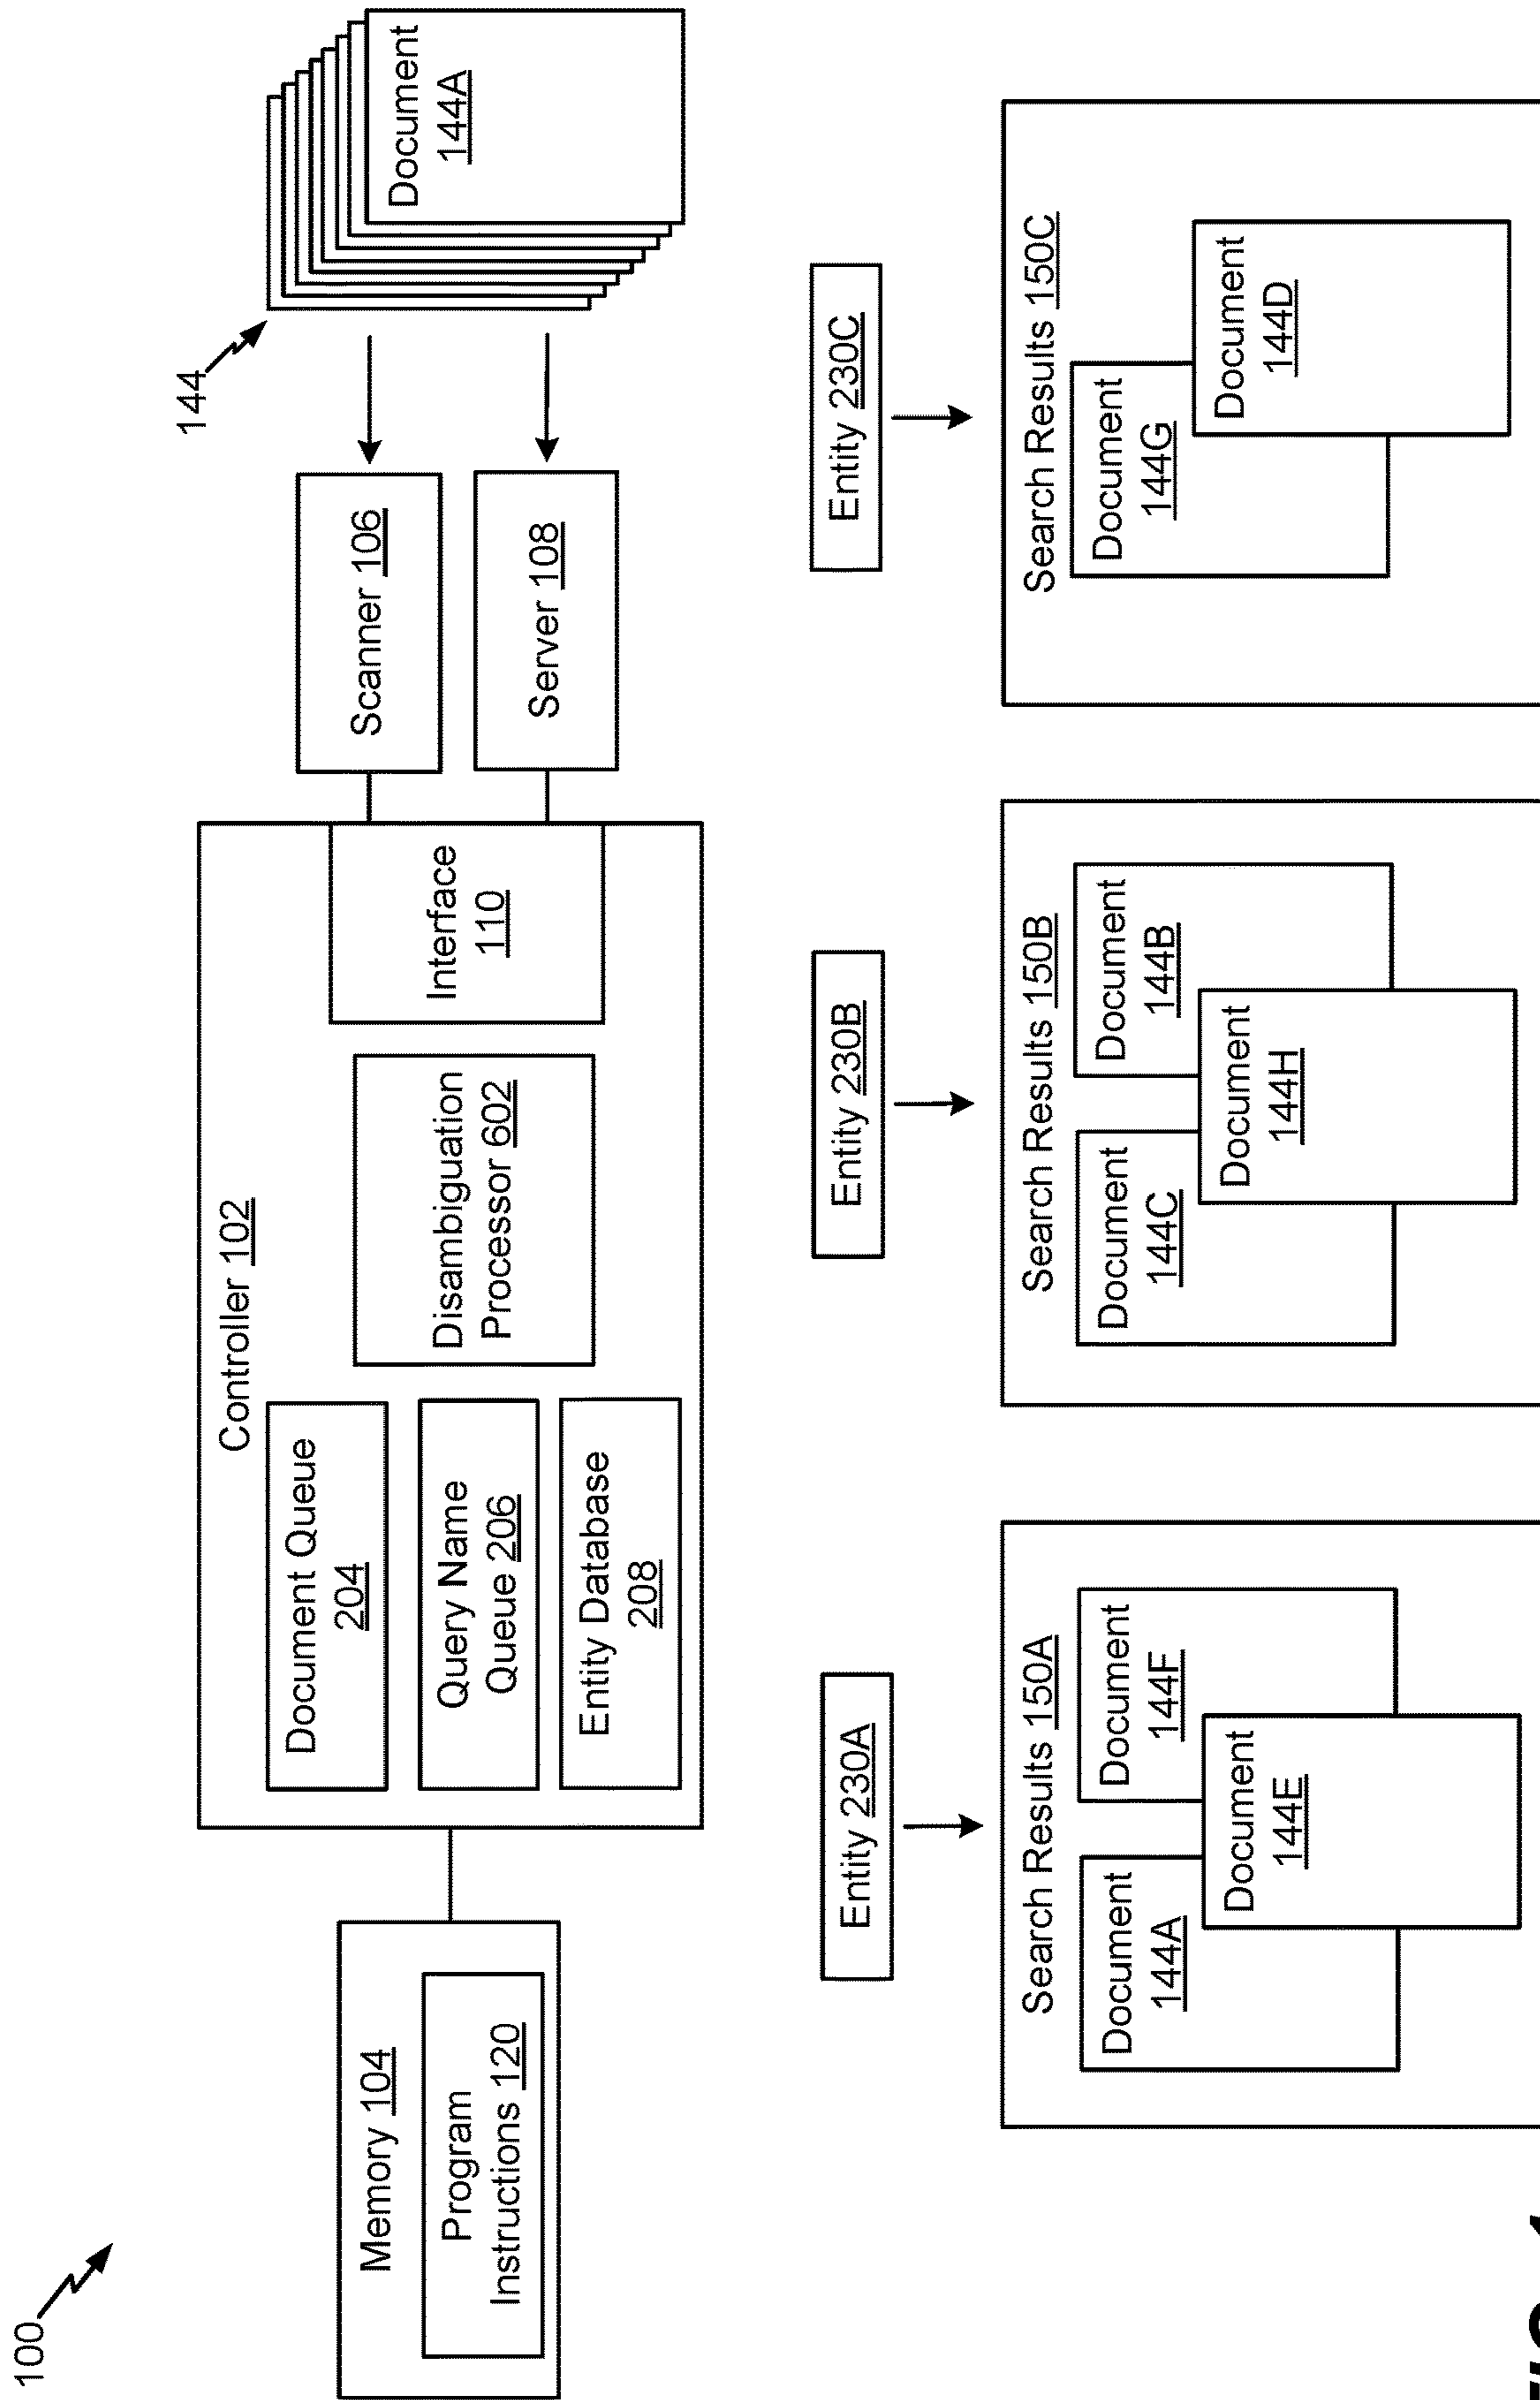 100
Memory 104
Program
Instructions 120
Controller 102
Document Queue
204
Query Name
Queue 206
Entity Database
208
Disambiguation
Processor 602
Interface
110
Scanner 106
Server 108
144
Document
144A
Entity 230A
Search Results 150A
Document
144A
Document
144F
Document
144E
Entity 230B
Search Results 150B
Document
144C
Document
144B
Document
144H
Entity 230C
Search Results 150C
Document
144G
Document
144D